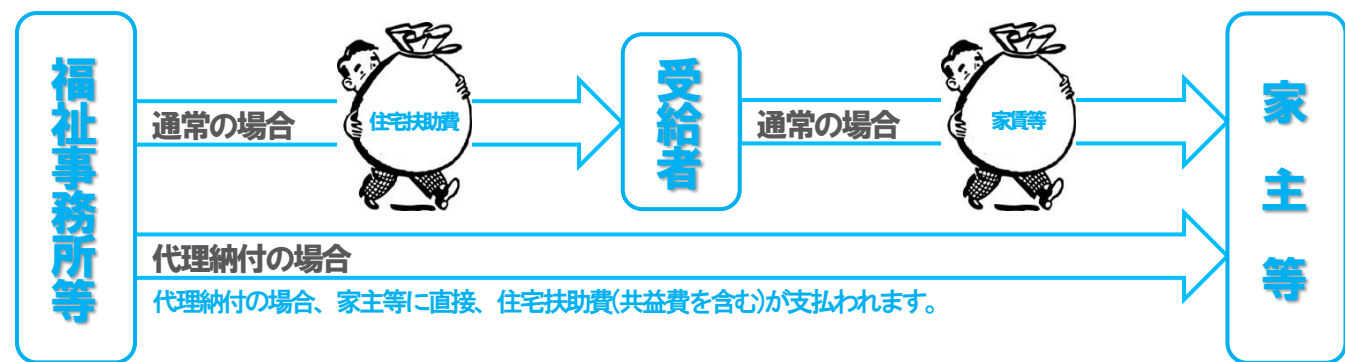 福祉事務所等
通常の場合
住宅扶助費
受給者
通常の場合
家賃等
家主等
代理納付の場合
代理納付の場合、家主等に直接、住宅扶助費(共益費を含む)が支払われます。